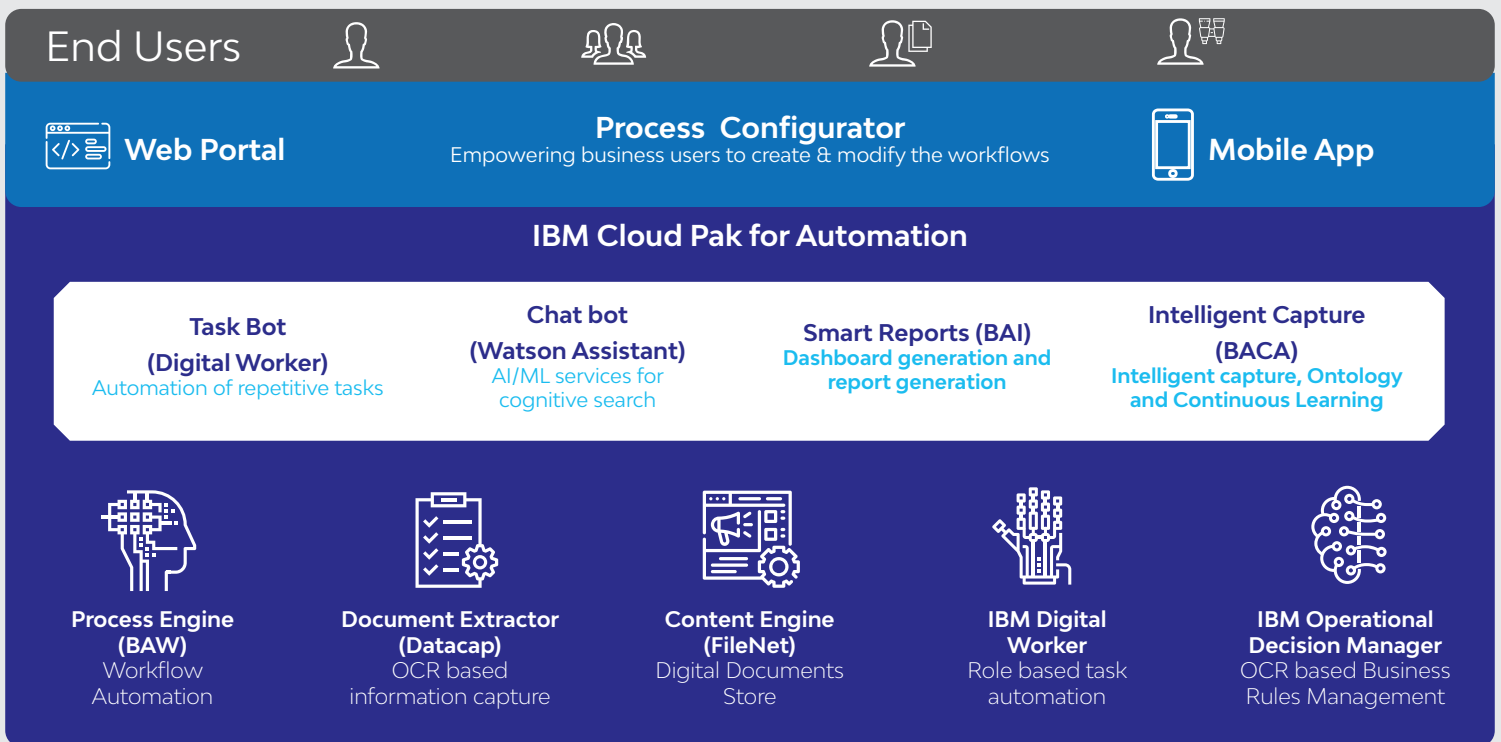 End Users
Web Portal
Process Configurator
Empowering business users to create & modify the workflows
Mobile App
IBM Cloud Pak for Automation
Task Bot
(Digital Worker)
Automation of repetitive tasks
Chat bot
(Watson Assistant)
AI/ML services for
cognitive search
Smart Reports (BAI)
Dashboard generation and
report generation
Intelligent Capture
(BACA)
Intelligent capture, Ontology
and Continuous Learning
Process Engine
(BAW)
Workflow
Automation
Document Extractor
(Datacap)
OCR based
information capture
Content Engine
(FileNet)
Digital Documents
Store
IBM Digital
Worker
Role based task
automation
IBM Operational
Decision Manager
OCR based Business
Rules Management